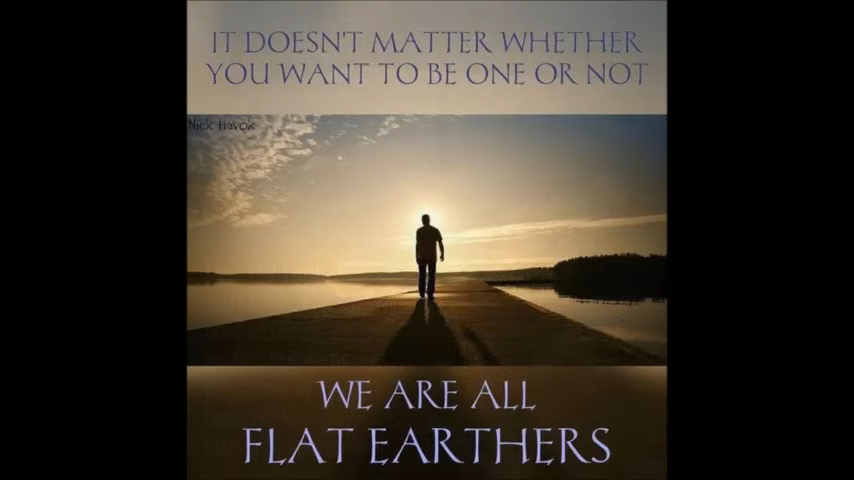 IT DOESN'T MATTER WHETHER
YOU WANT TO BE ONE OR NOT
Nick Havok
WE ARE ALL
FLAT EARTHERS